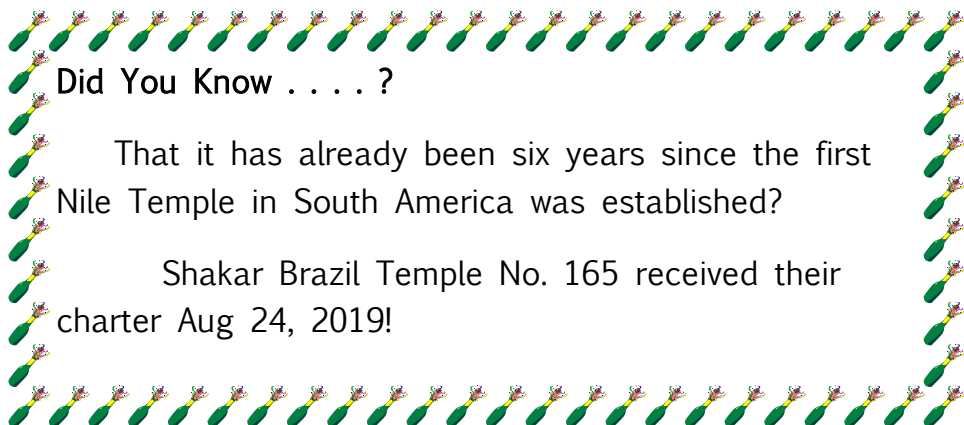 Did You Know . . . . ?
That it has already been six years since the first
Nile Temple in South America was established?
Shakar Brazil Temple No. 165 received their
charter Aug 24, 2019!